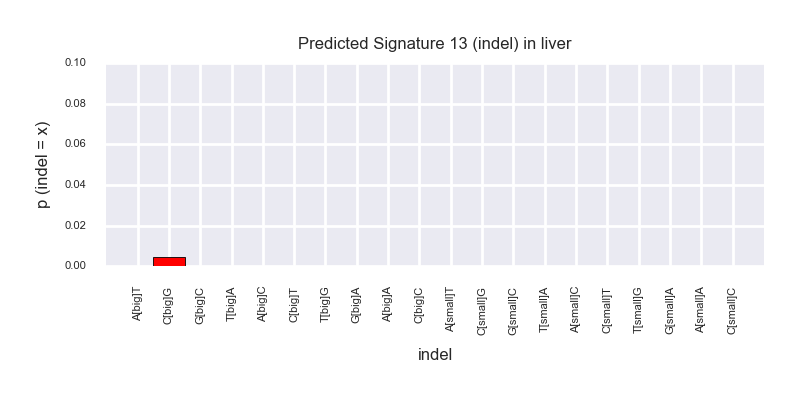 Predicted Signature 13 (indel) in liver
p (indel = x)
0.10
0.08
0.06
0.04
0.02
0.00
A[big]T
C[big]G
G[big]C
T[big]A
A[big]C
C[big]T
T[big]G
G[big]A
A[big]A
C[big]C
A[small]T
C[small]G
G[small]C
T[small]A
A[small]C
C[small]T
T[small]G
G[small]A
A[small]A
C[small]C
indel